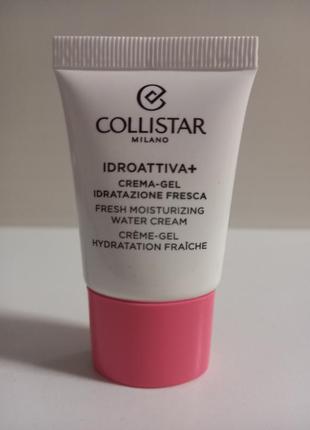 COLLISTAR
MILANO
IDROATTIVA+
CREMA-GEL
IDRATAZIONE FRESCA
FRESH MOISTURIZING
WATER CREAM
CRÈME-GEL
HYDRATATION FRAÎCHE